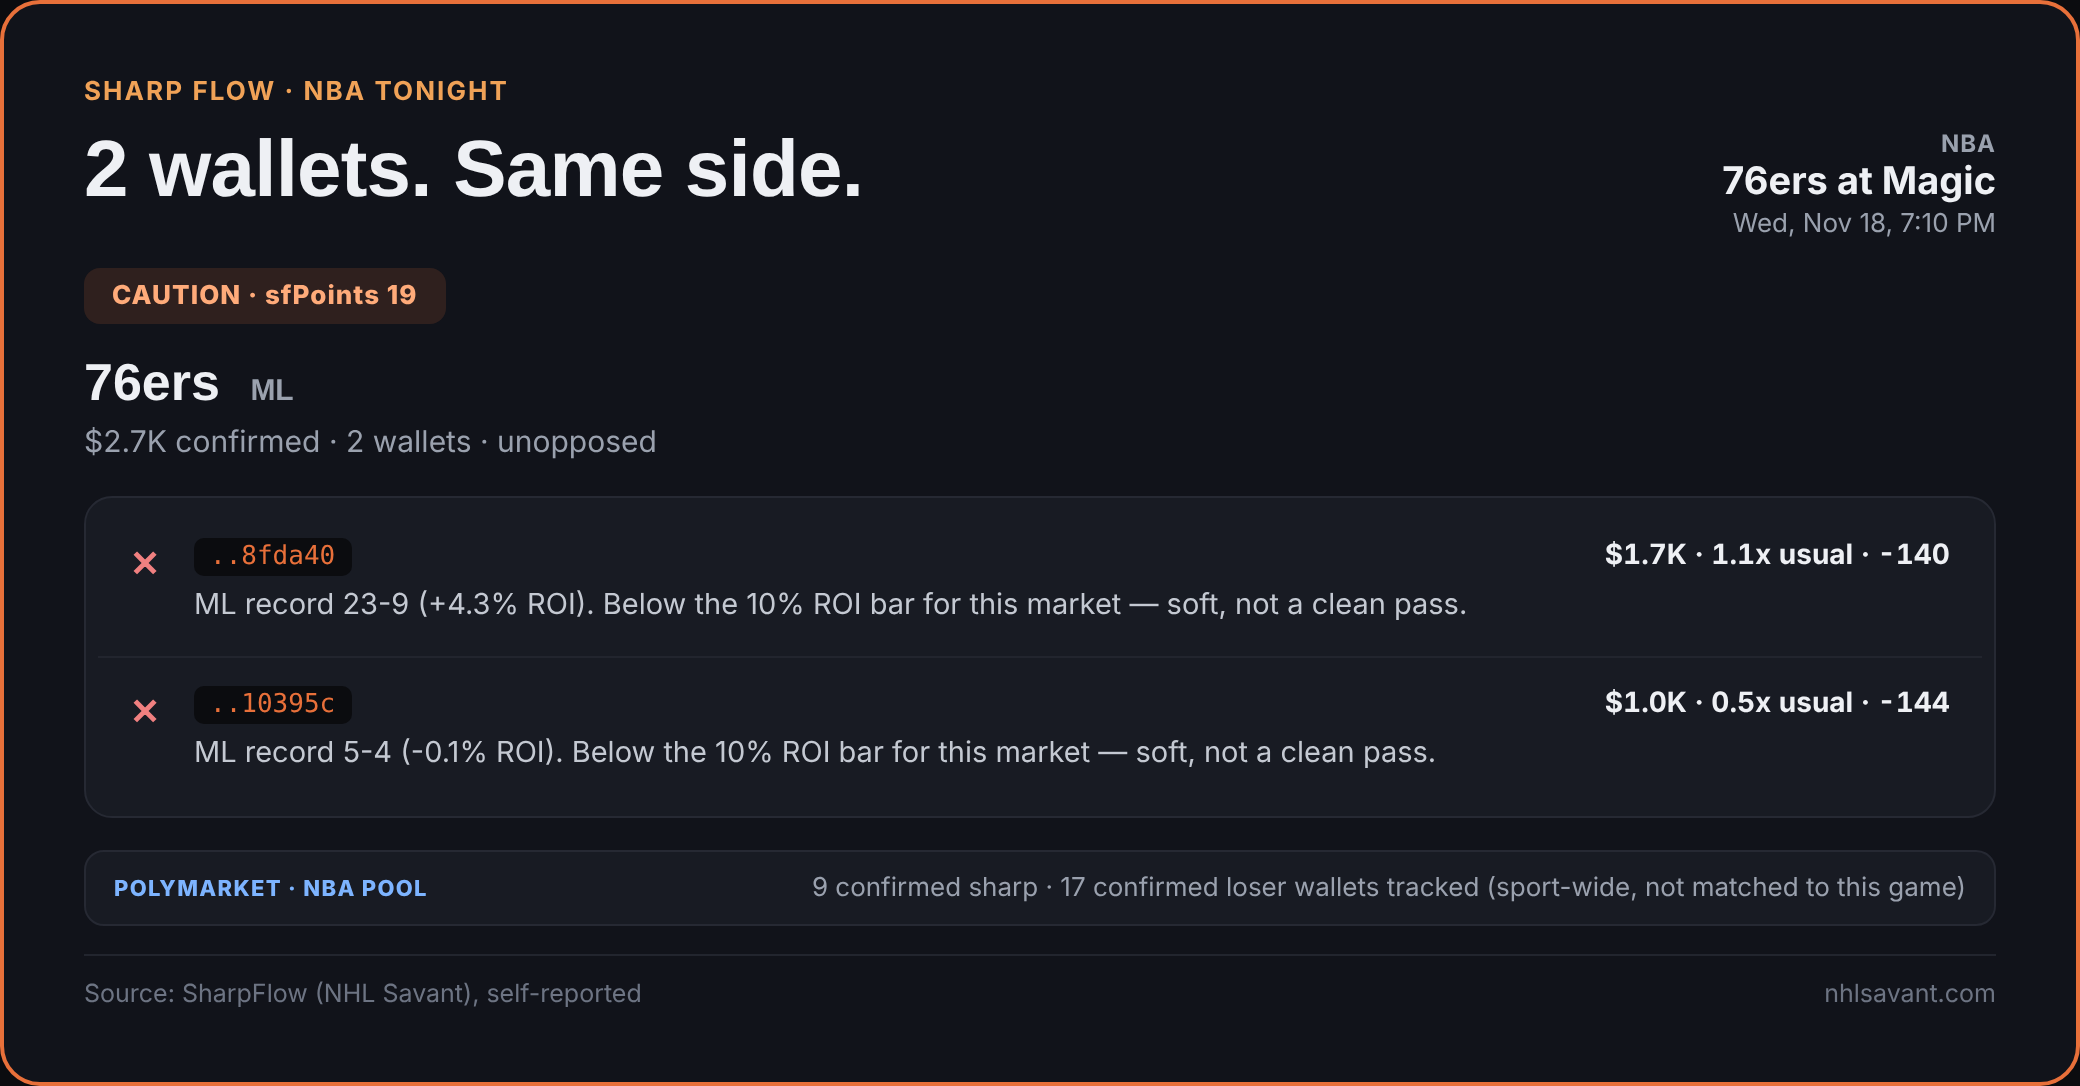 SHARP FLOW · NBA TONIGHT
2 wallets. Same side.
NBA
76ers at Magic
Wed, Nov 18, 7:10 PM
CAUTION · sfPoints 19
76ers ML
$2.7K confirmed · 2 wallets · unopposed
✕ ..8fda40 $1.7K · 1.1x usual · -140
ML record 23-9 (+4.3% ROI). Below the 10% ROI bar for this market — soft, not a clean pass.
✕ ..10395c $1.0K · 0.5x usual · -144
ML record 5-4 (-0.1% ROI). Below the 10% ROI bar for this market — soft, not a clean pass.
POLYMARKET · NBA POOL 9 confirmed sharp · 17 confirmed loser wallets tracked (sport-wide, not matched to this game)
Source: SharpFlow (NHL Savant), self-reported nhlsavant.com